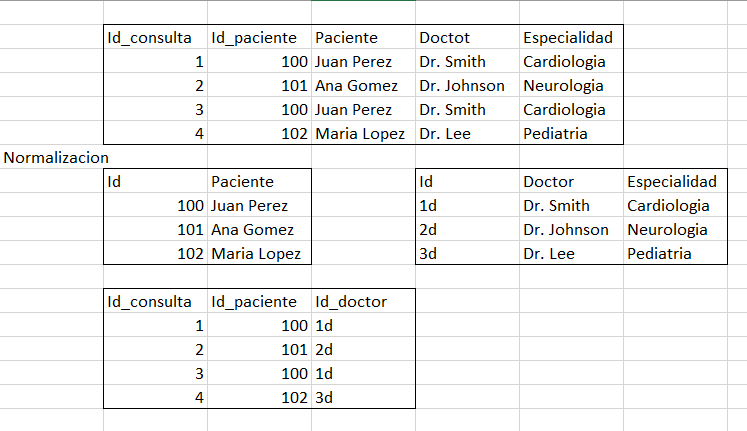 Id_consulta Id_paciente Paciente Doctot Especialidad
1 100 Juan Perez Dr. Smith Cardiologia
2 101 Ana Gomez Dr. Johnson Neurologia
3 100 Juan Perez Dr. Smith Cardiologia
4 102 Maria Lopez Dr. Lee Pediatria
Normalizacion
Id Paciente Id Doctor Especialidad
100 Juan Perez 1d Dr. Smith Cardiologia
101 Ana Gomez 2d Dr. Johnson Neurologia
102 Maria Lopez 3d Dr. Lee Pediatria
Id_consulta Id_paciente Id_doctor
1 100 1d
2 101 2d
3 100 1d
4 102 3d